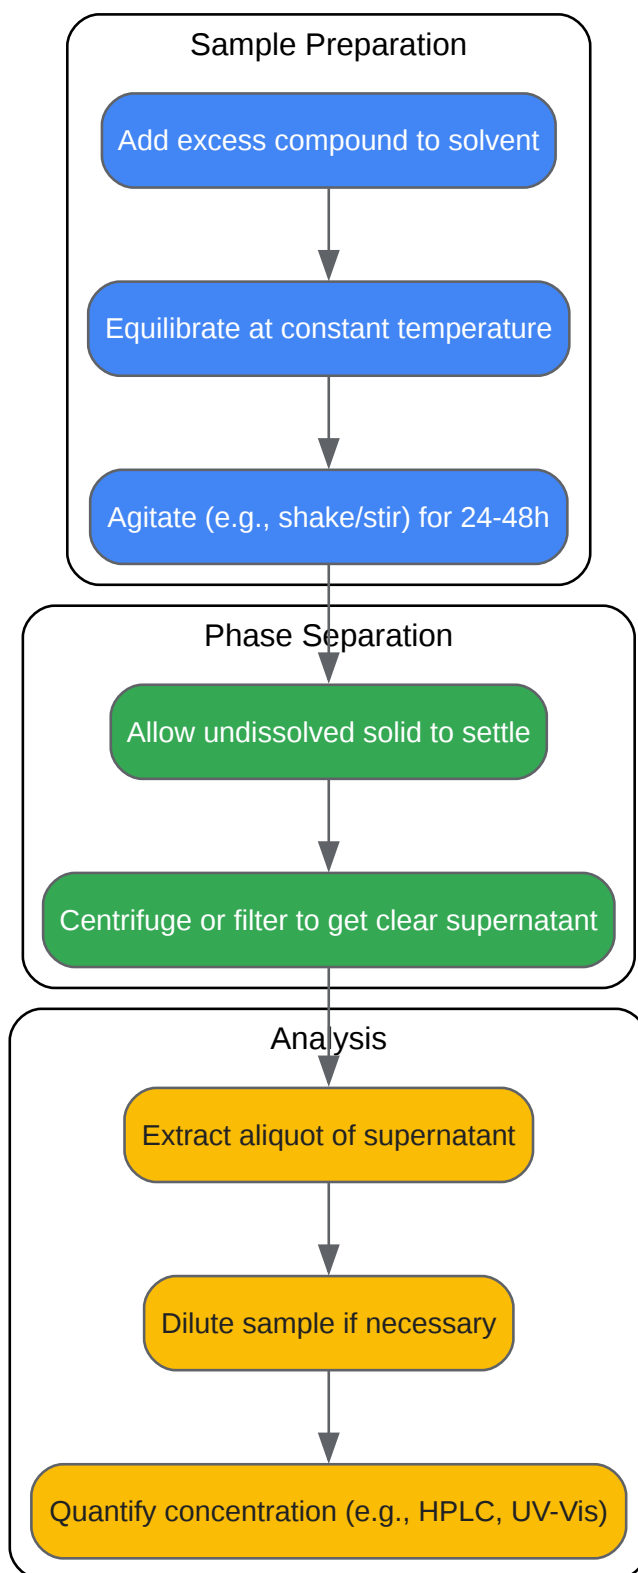 Sample Preparation
Add excess compound to solvent
Equilibrate at constant temperature
Agitate (e.g., shake/stir) for 24-48h
Phase Separation
Allow undissolved solid to settle
Centrifuge or filter to get clear supernatant
Analysis
Extract aliquot of supernatant
Dilute sample if necessary
Quantify concentration (e.g., HPLC, UV-Vis)